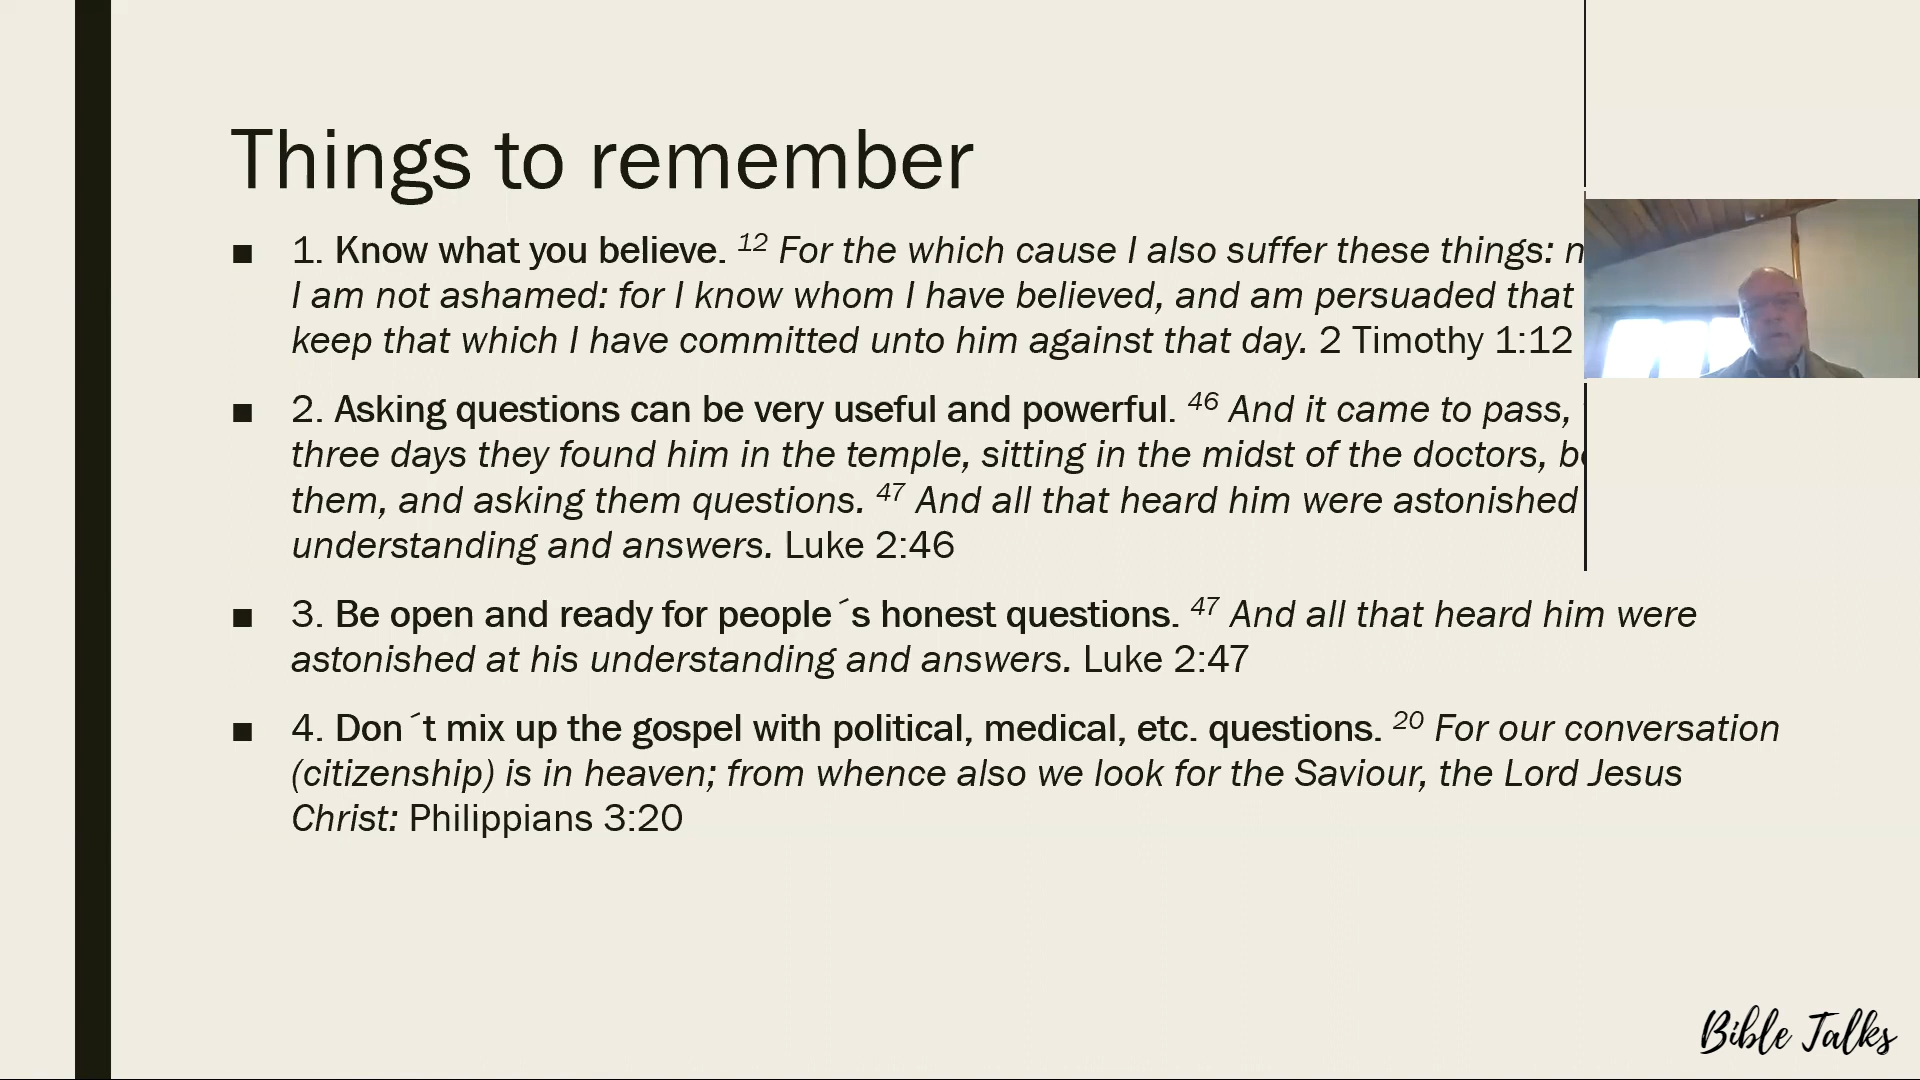 Things to remember
■ 1. Know what you believe. 12 For the which cause I also suffer these things:
I am not ashamed: for I know whom I have believed, and am persuaded that
keep that which I have committed unto him against that day. 2 Timothy 1:12
■ 2. Asking questions can be very useful and powerful. 46 And it came to pass,
three days they found him in the temple, sitting in the midst of the doctors,
them, and asking them questions. 47 And all that heard him were astonished
understanding and answers. Luke 2:46
■ 3. Be open and ready for people´s honest questions. 47 And all that heard him were
astonished at his understanding and answers. Luke 2:47
■ 4. Don´t mix up the gospel with political, medical, etc. questions. 20 For our conversation
(citizenship) is in heaven; from whence also we look for the Saviour, the Lord Jesus
Christ: Philippians 3:20
Bible Talks